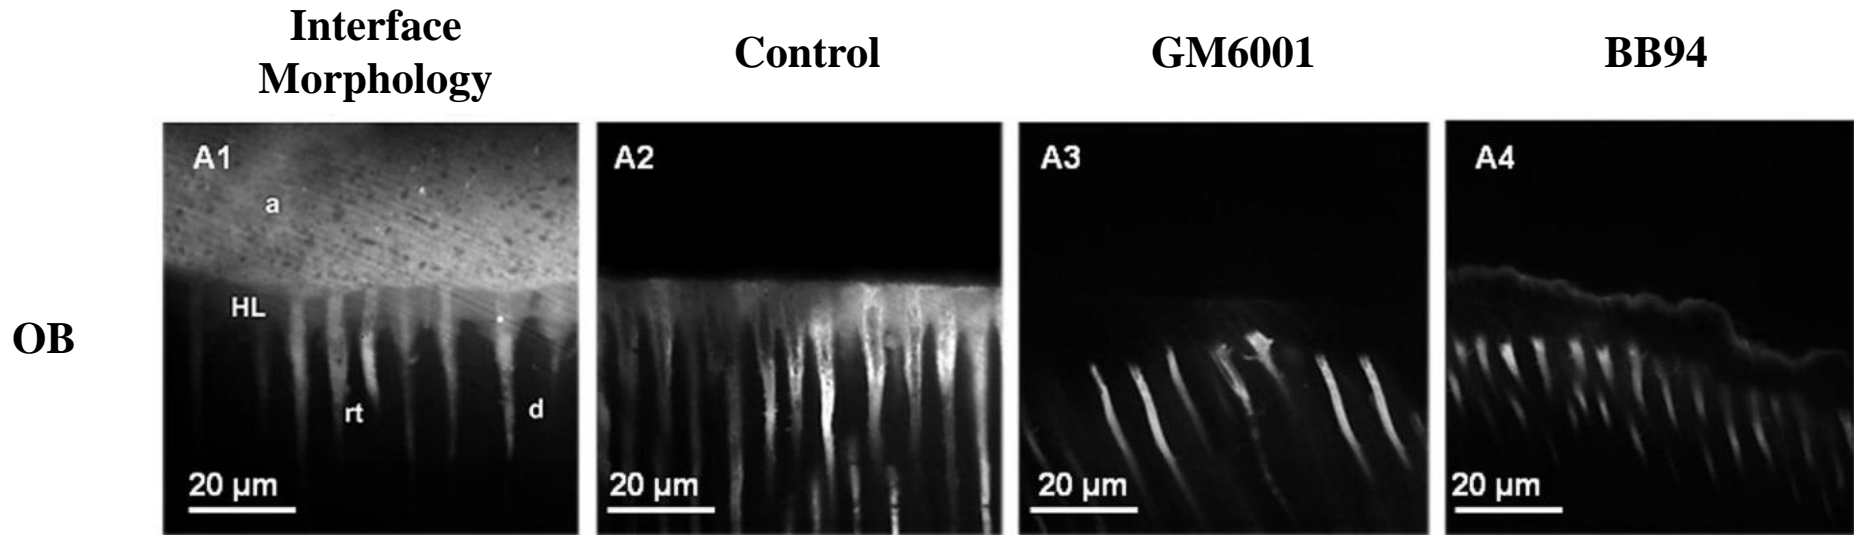 Interface
Morphology
Control
GM6001
BB94
OB
A1
a
HL
rt
d
20 µm
A2
20 µm
A3
20 µm
A4
20 µm